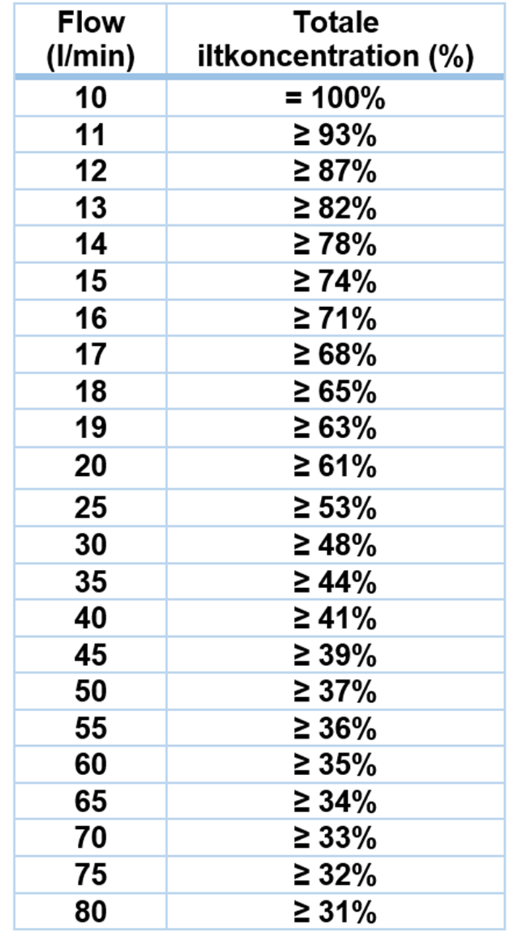 Flow Totale
(l/min) iltkoncentration (%)
10 = 100%
11 ≥ 93%
12 ≥ 87%
13 ≥ 82%
14 ≥ 78%
15 ≥ 74%
16 ≥ 71%
17 ≥ 68%
18 ≥ 65%
19 ≥ 63%
20 ≥ 61%
25 ≥ 53%
30 ≥ 48%
35 ≥ 44%
40 ≥ 41%
45 ≥ 39%
50 ≥ 37%
55 ≥ 36%
60 ≥ 35%
65 ≥ 34%
70 ≥ 33%
75 ≥ 32%
80 ≥ 31%